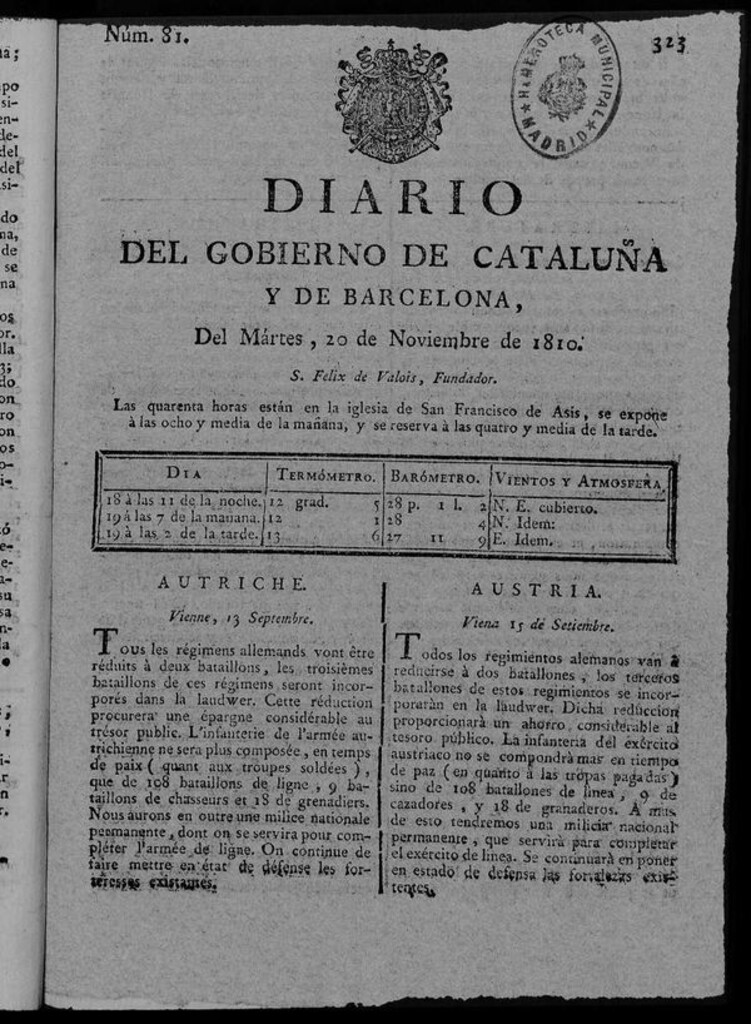 Núm. 81.
323
HEMEROTECA MUNICIPAL
MADRID
DIARIO
DEL GOBIERNO DE CATALUÑA
Y DE BARCELONA,
Del Mártes, 20 de Noviembre de 1810.
S. Felix de Valois, Fundador.
Las quarenta horas están en la iglesia de San Francisco de Asis, se expone
à las ocho y media de la mañana, y se reserva à las quatro y media de la tarde.
DIA TERMÓMETRO. BARÓMETRO. VIENTOS Y ATMOSFERA
18 à las 11 de la noche. 12 grad. 5 28 p. 1 l. 2 N. E. cubierto.
19 à las 7 de la mañana. 12 1 28 4 N. Idem:
19 à las 2 de la tarde. 13 6 27 11 9 E. Idem.
AUTRICHE.
Vienne, 13 Septembre.
Tous les régimens allemands vont être
réduits à deux bataillons, les troisièmes
bataillons de ces régimens seront incor-
porés dans la laudwer. Cette réduction
procurera une épargne considérable au
trésor public. L'infanterie de l'armée au-
trichienne ne sera plus composée, en temps
de paix (quant aux troupes soldées),
que de 108 bataillons de ligne, 9 ba-
taillons de chasseurs et 18 de grenadiers.
Nous aurons en outre une milice nationale
permanente, dont on se servira pour com-
pléter l'armée de ligne. On continue de
faire mettre en état de défense les for-
teresses existantes.
AUSTRIA.
Viena 15 de Setiembre.
Todos los regimientos alemanes van à
reducirse à dos batallones, los terceros
batallones de estos regimientos se incor-
porarán en la laudwer. Dicha reduccion
proporcionará un ahorro considerable al
tesoro público. La infanteria del exército
austriaco no se compondrá mas en tiempo
de paz (en quanto à las tropas pagadas)
sino de 108 batallones de linea, 9 de
cazadores, y 18 de granaderos. A mas
de esto tendremos una milicia nacional
permanente, que servirá para completar
el exército de linea. Se continuará en poner
en estado de defensa las fortalezas exis-
tentes.